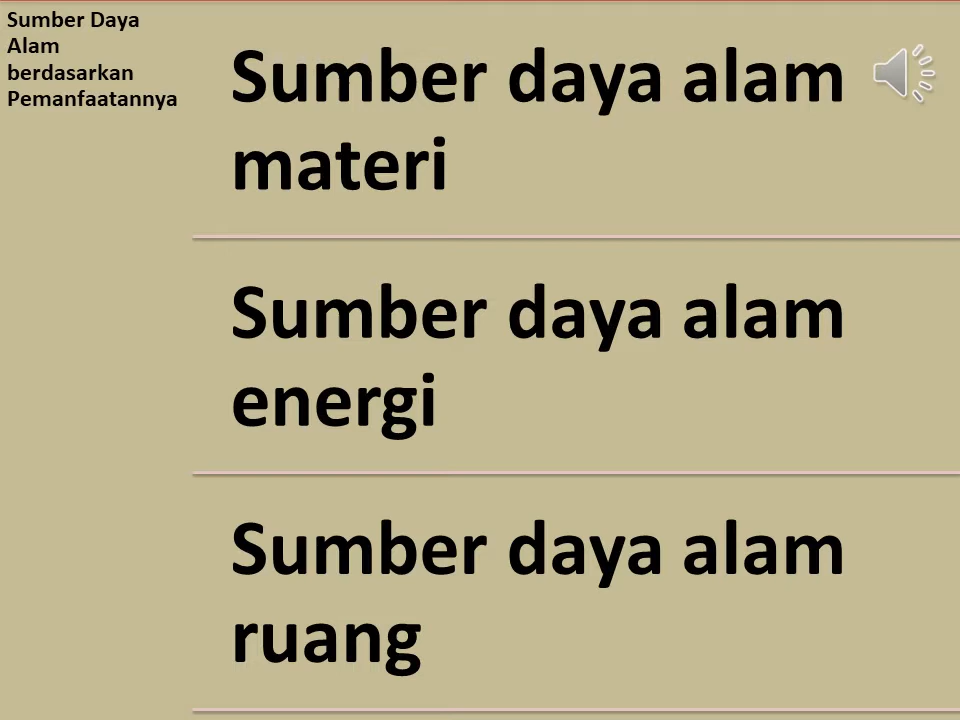 Sumber Daya
Alam
berdasarkan
Pemanfaatannya
Sumber daya alam
materi
Sumber daya alam
energi
Sumber daya alam
ruang